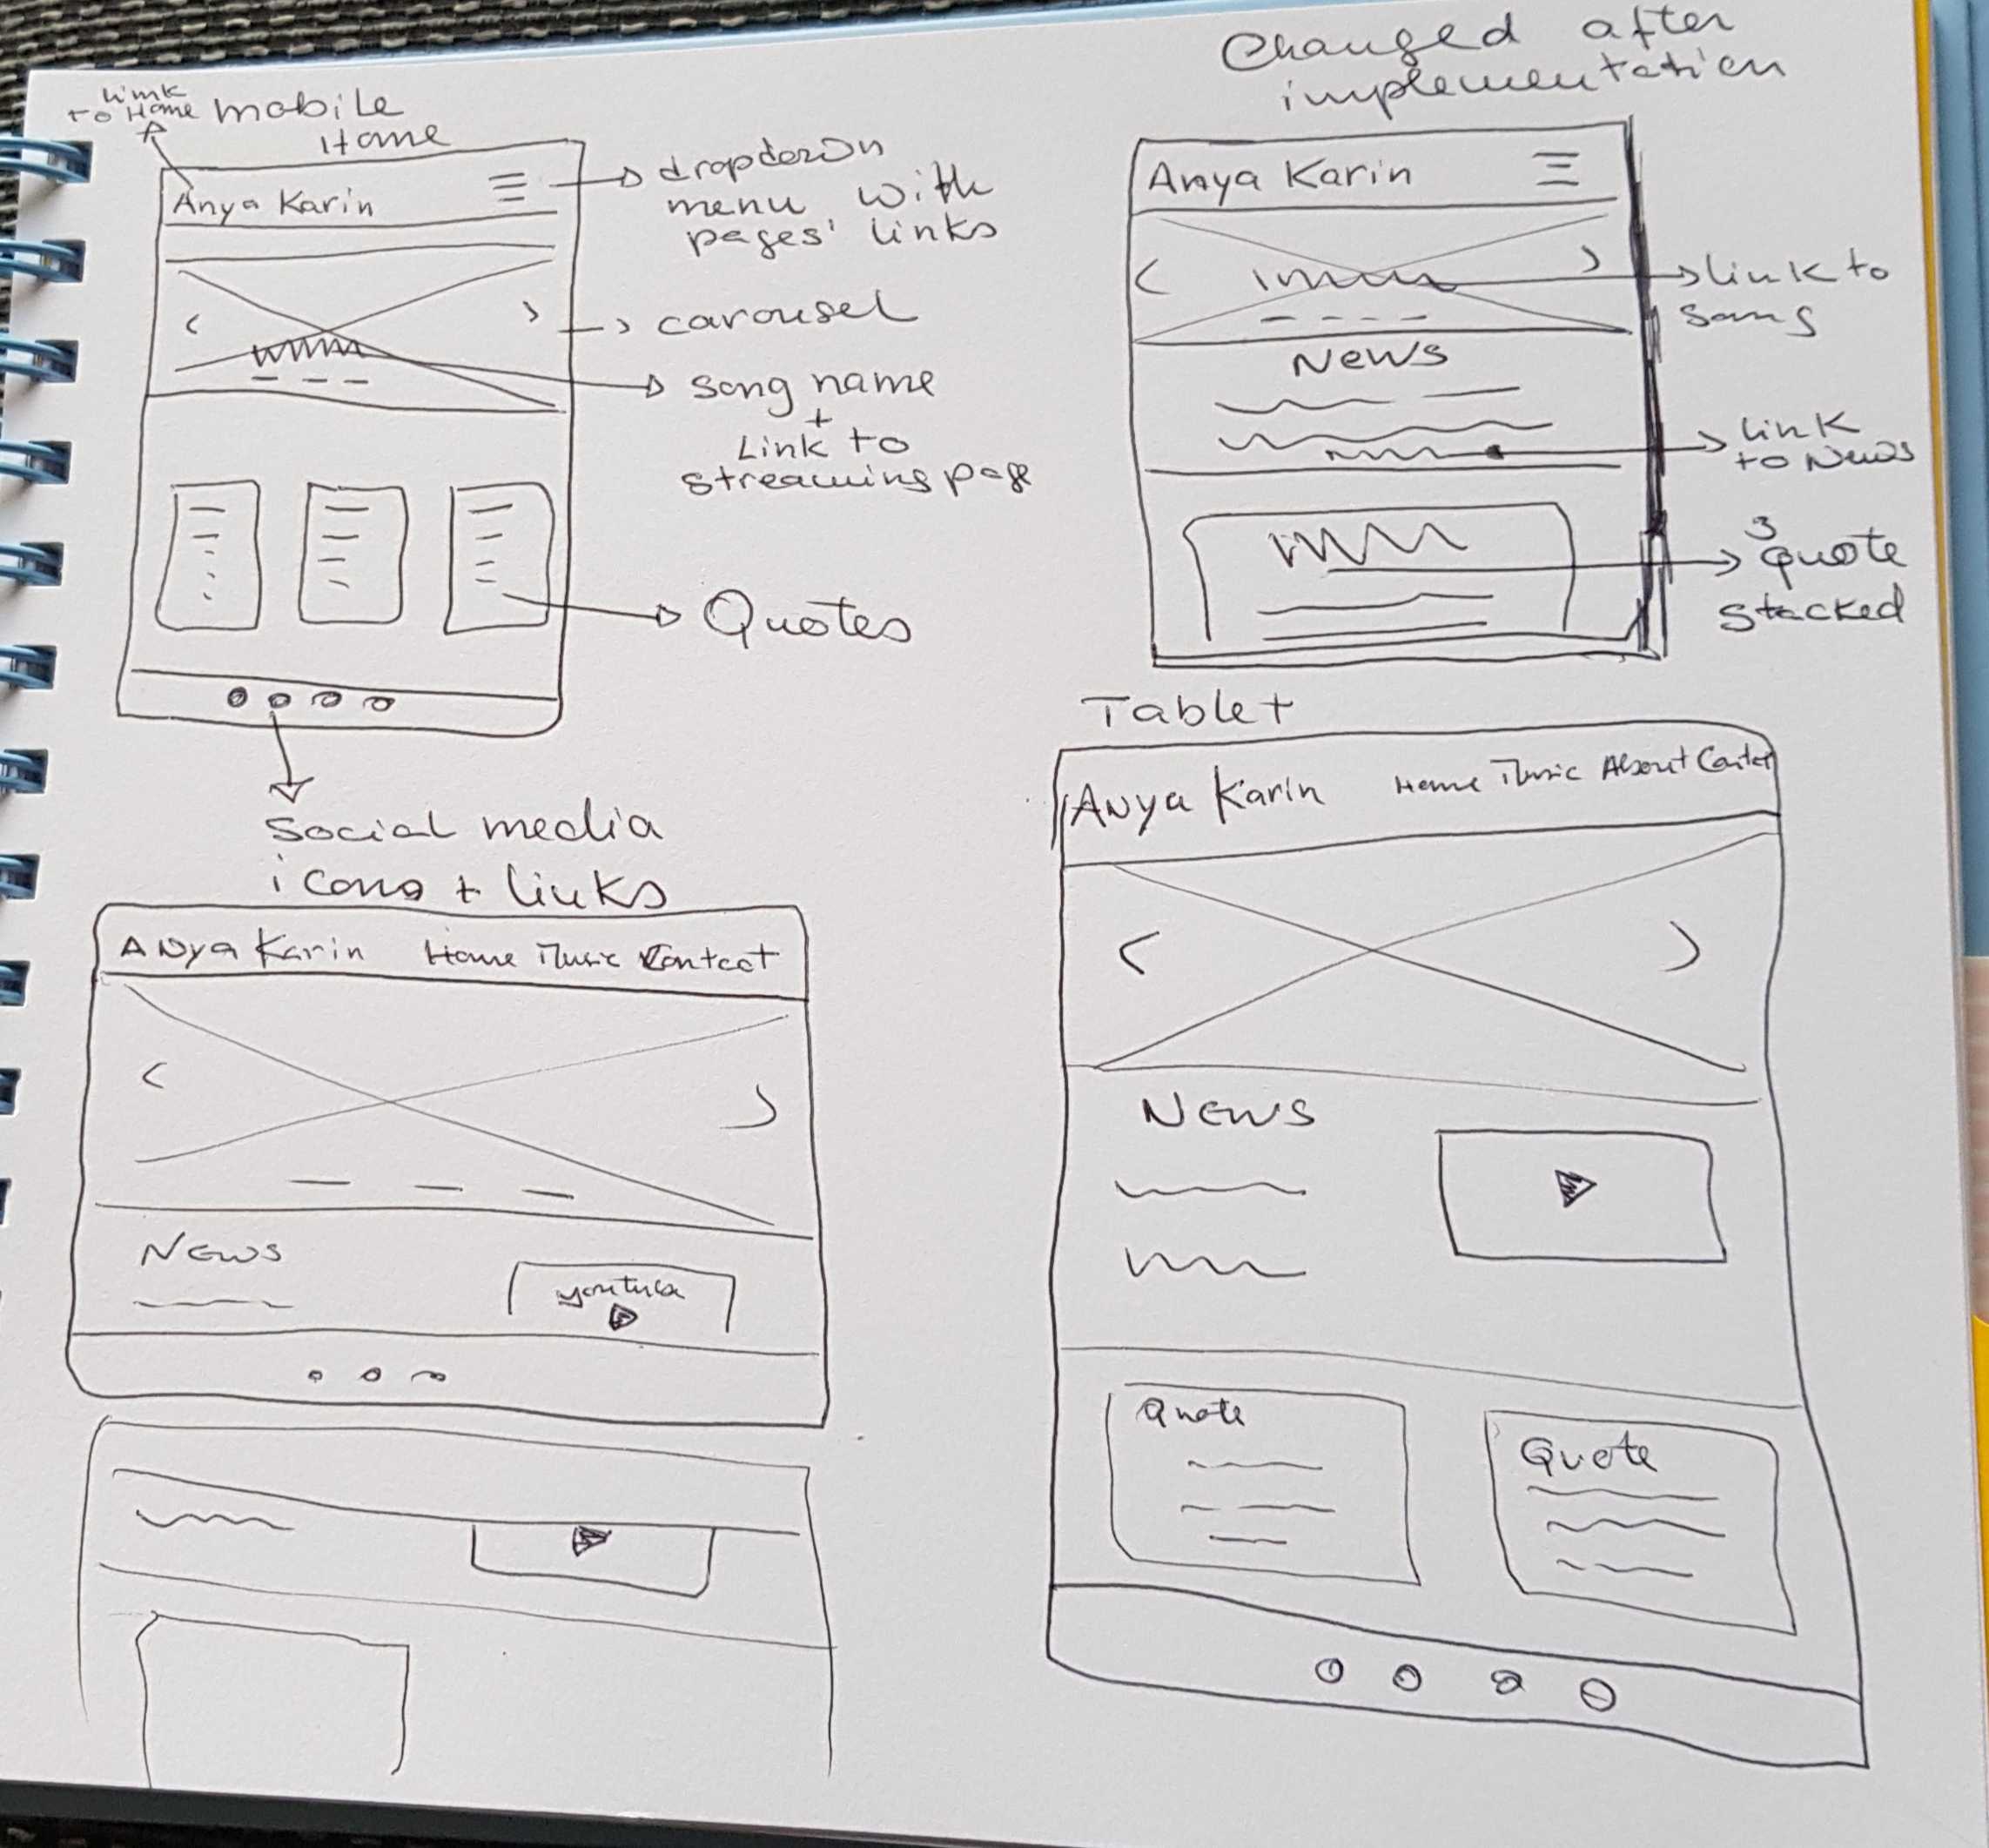 Link
to Home
mobile
Home
Anya Karin
dropdown
menu with
pages' links
carousel
song name
+
Link to
streaming page
Quotes
Social media
icons + links
Changed after
implementation
Anya Karin
link to
song
News
link
to News
3
quote
stacked
Tablet
Anya Karin Home Music About Contact
News
Quote
Quote
Anya Karin Home Music Contact
News
youtube